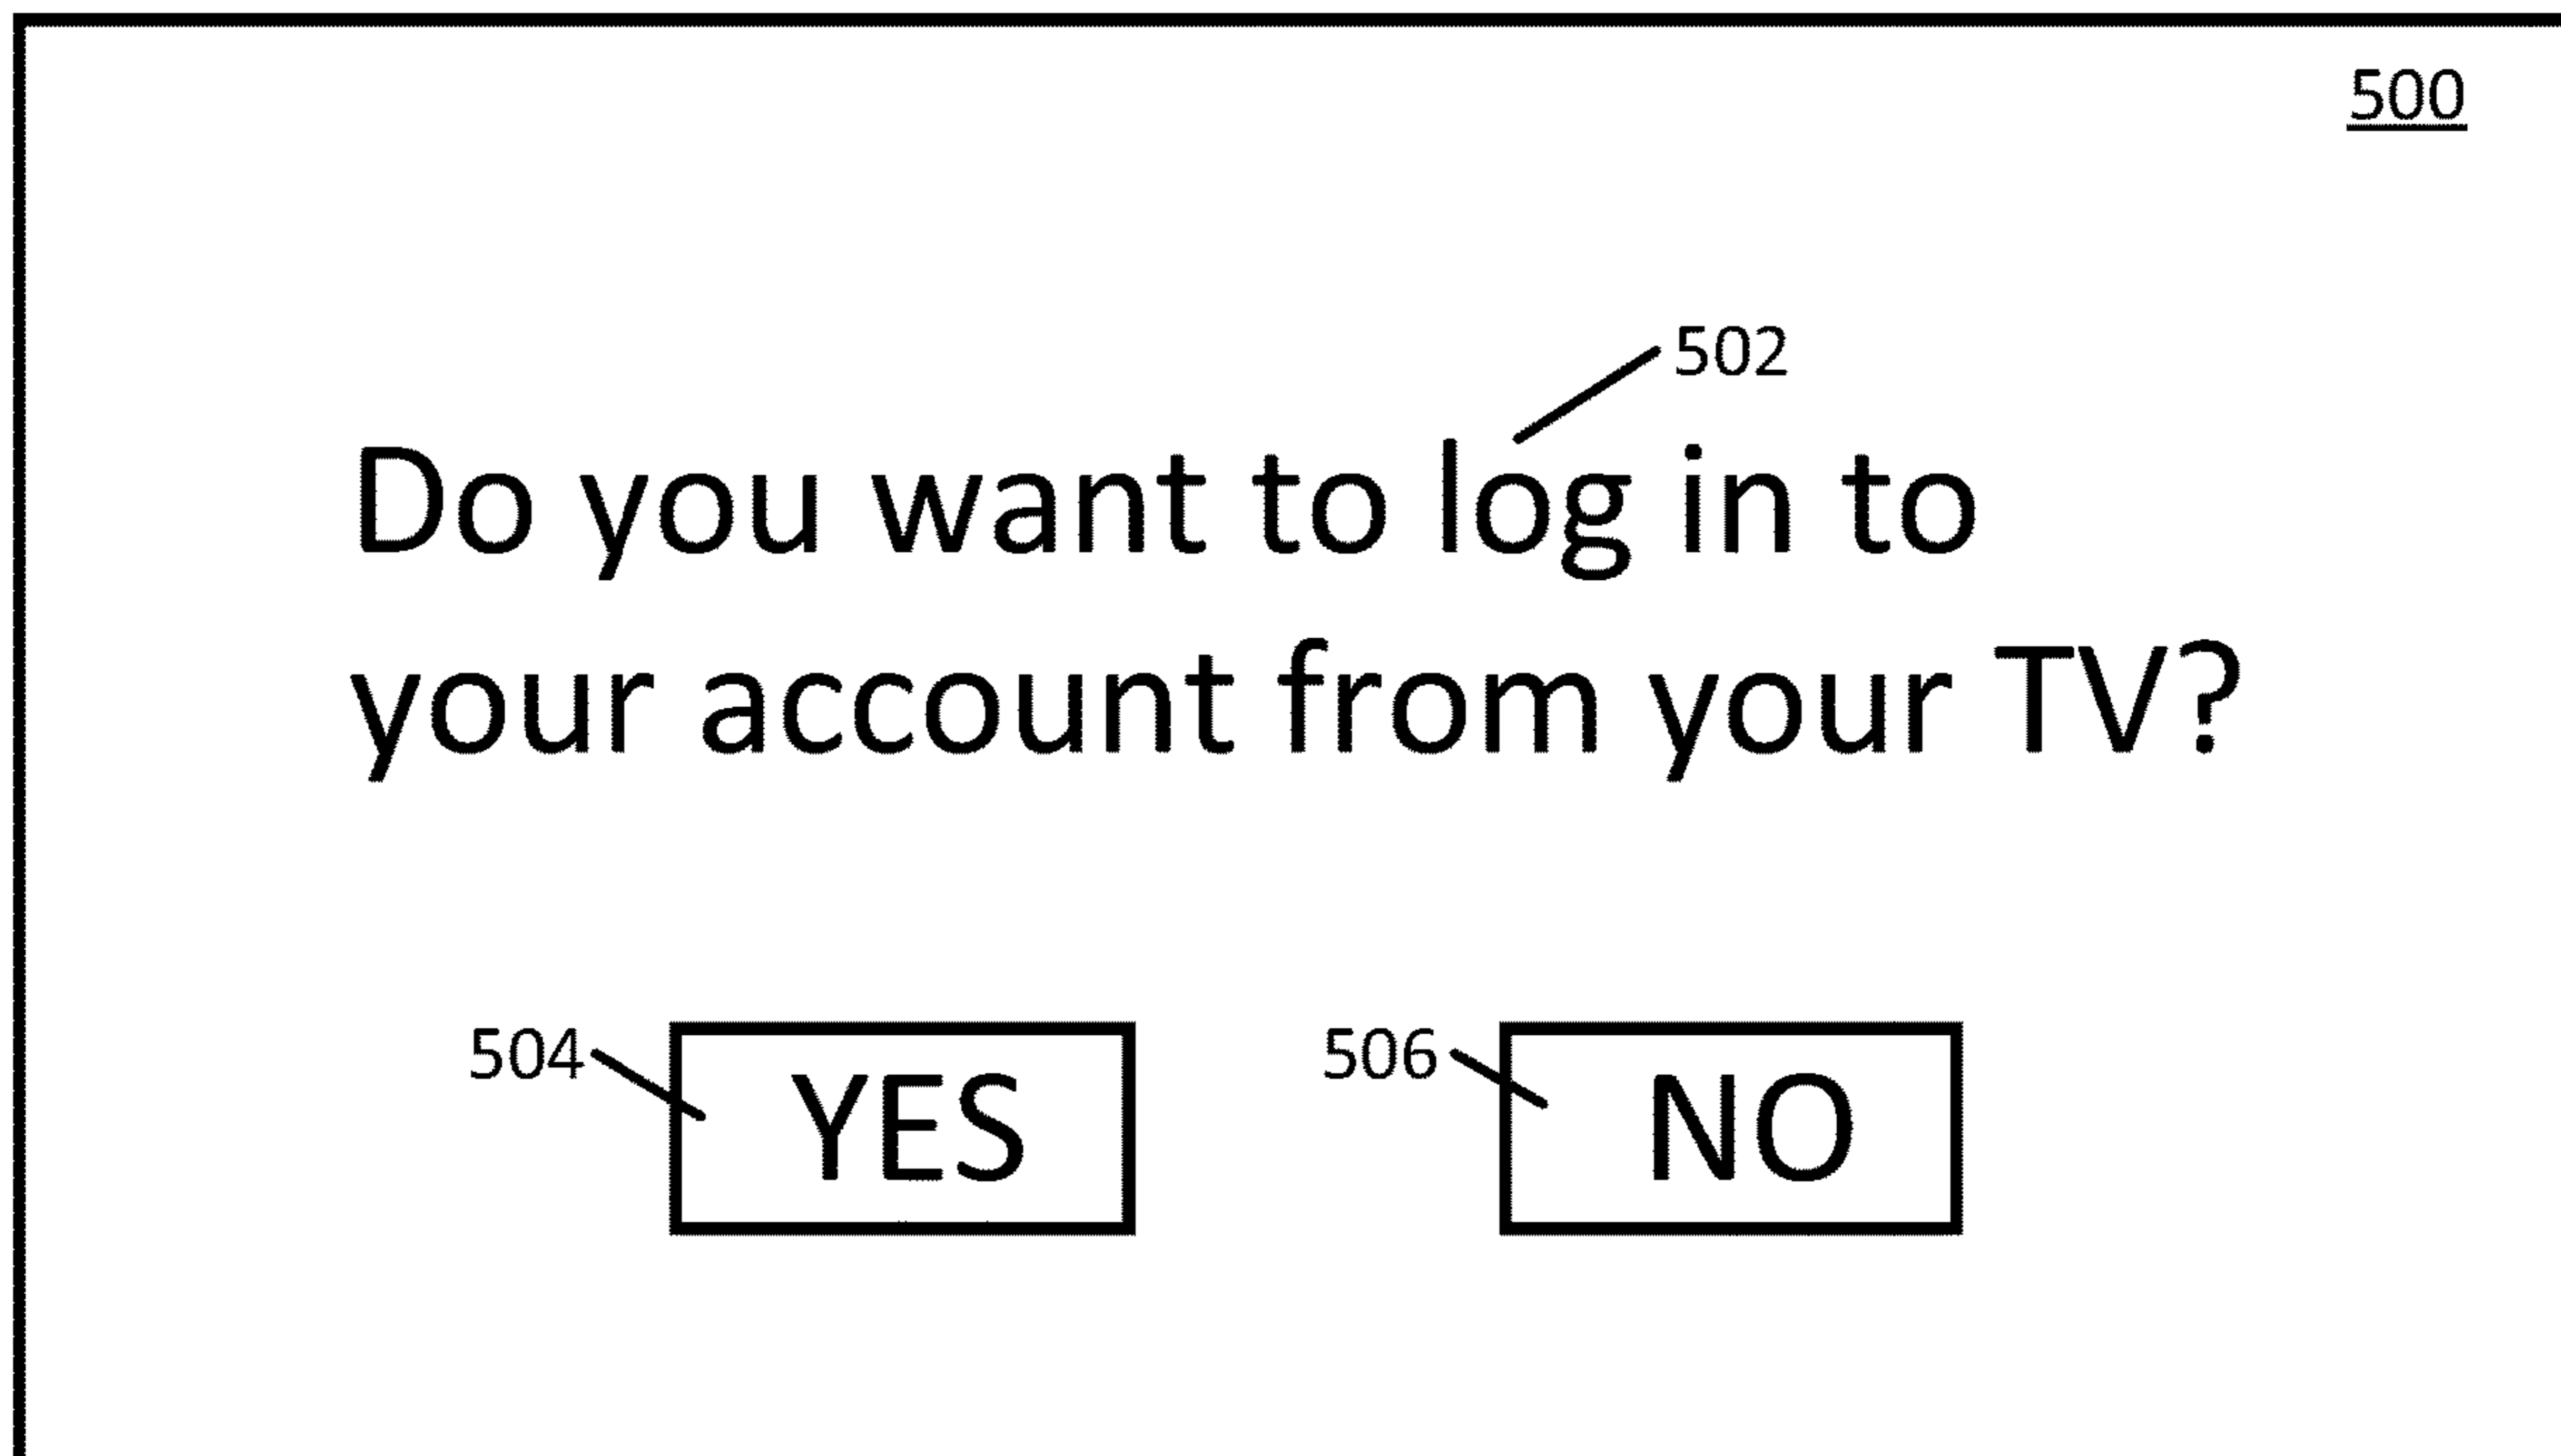 500
502
Do you want to log in to
your account from your TV?
504 YES 506 NO